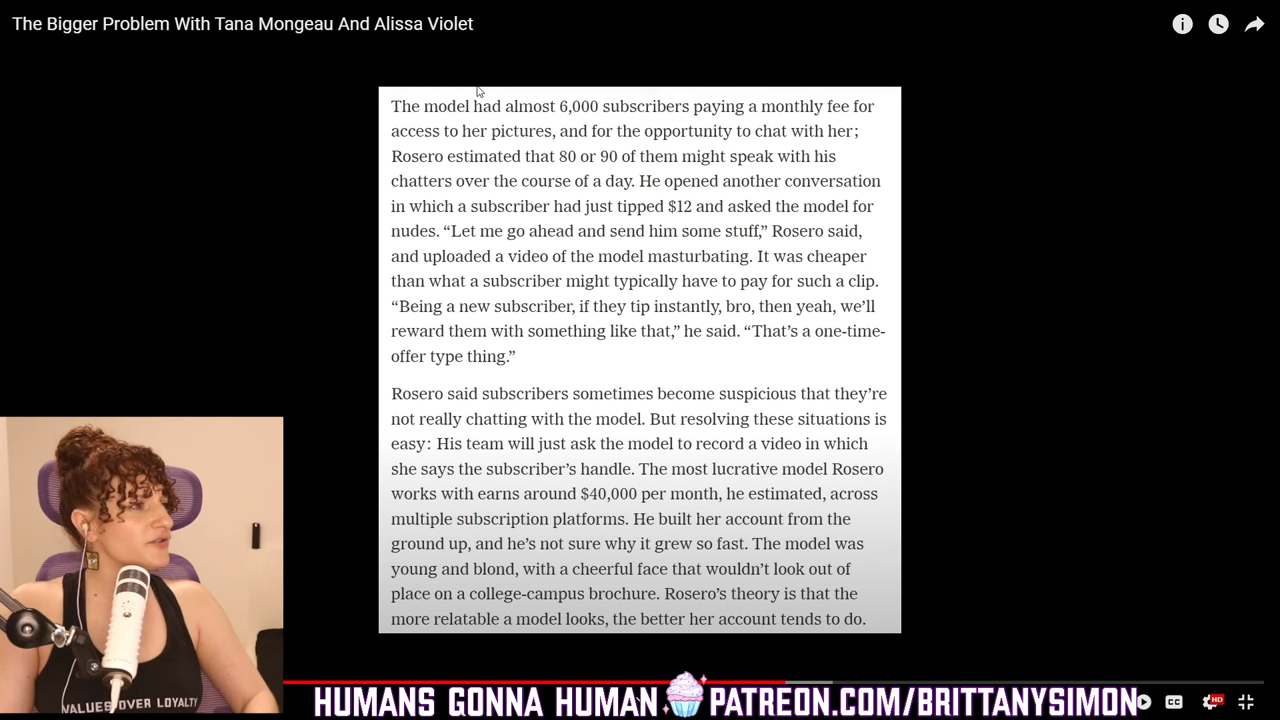 The Bigger Problem With Tana Mongeau And Alissa Violet
The model had almost 6,000 subscribers paying a monthly fee for
access to her pictures, and for the opportunity to chat with her;
Rosero estimated that 80 or 90 of them might speak with his
chatters over the course of a day. He opened another conversation
in which a subscriber had just tipped $12 and asked the model for
nudes. “Let me go ahead and send him some stuff,” Rosero said,
and uploaded a video of the model masturbating. It was cheaper
than what a subscriber might typically have to pay for such a clip.
“Being a new subscriber, if they tip instantly, bro, then yeah, we’ll
reward them with something like that,” he said. “That’s a one-time-
offer type thing.”
Rosero said subscribers sometimes become suspicious that they’re
not really chatting with the model. But resolving these situations is
easy: His team will just ask the model to record a video in which
she says the subscriber’s handle. The most lucrative model Rosero
works with earns around $40,000 per month, he estimated, across
multiple subscription platforms. He built her account from the
ground up, and he’s not sure why it grew so fast. The model was
young and blond, with a cheerful face that wouldn’t look out of
place on a college-campus brochure. Rosero’s theory is that the
more relatable a model looks, the better her account tends to do.
VALUES OVER LOYALTY
HUMANS GONNA HUMAN PATREON.COM/BRITTANYSIMON
CC
HD